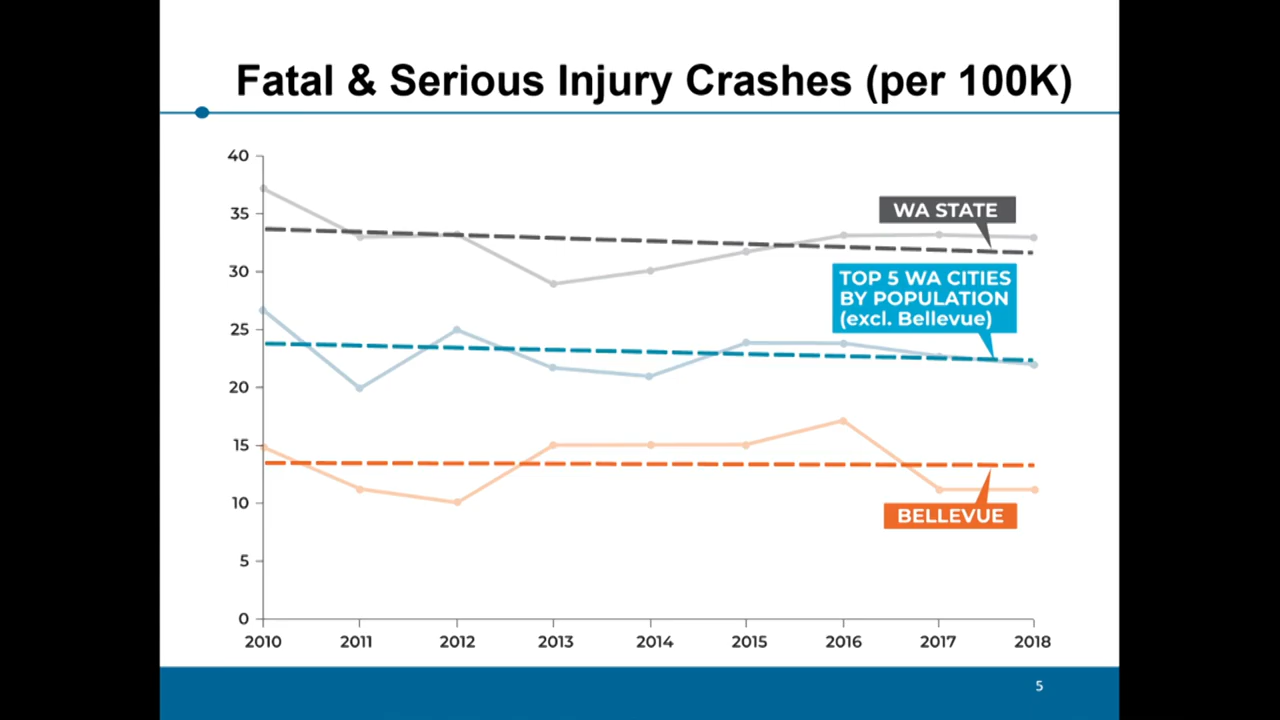 Fatal & Serious Injury Crashes (per 100K)
40
35
30
25
20
15
10
5
0
WA STATE
TOP 5 WA CITIES
BY POPULATION
(excl. Bellevue)
BELLEVUE
2010 2011 2012 2013 2014 2015 2016 2017 2018
5